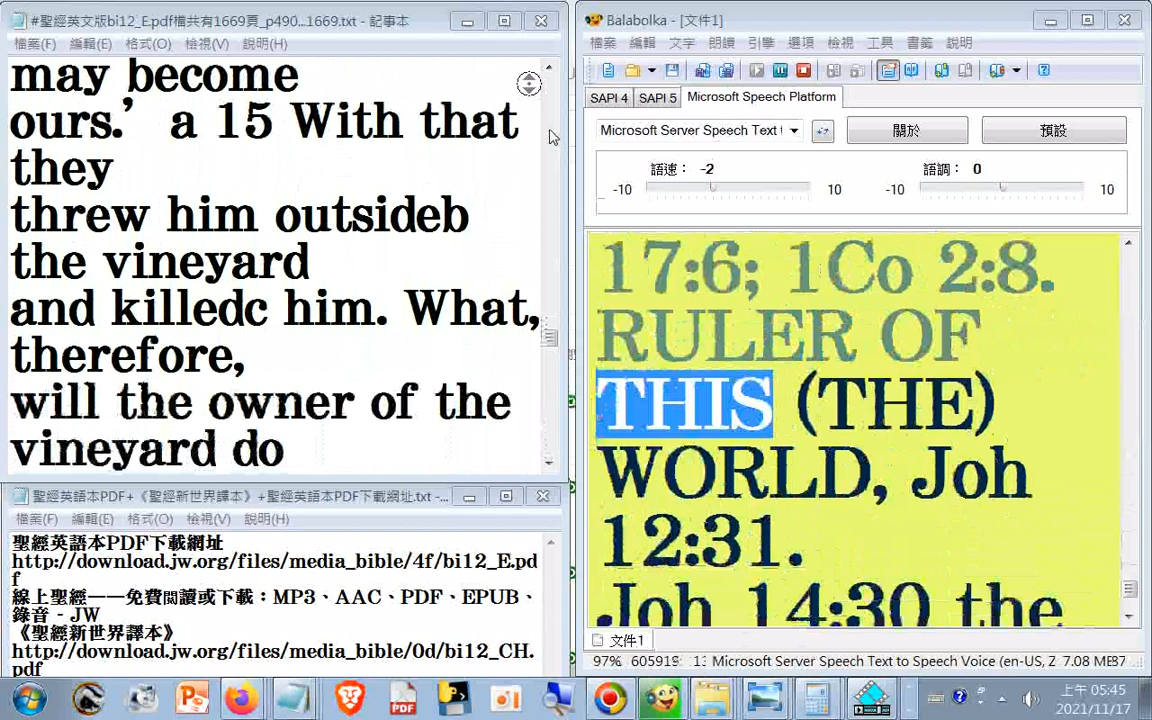 #聖經英文版bi12_E.pdf檔共有1669頁_p490...1669.txt - 記事本
檔案(F) 編輯(E) 格式(O) 檢視(V) 說明(H)
may become
ours.’ a 15 With that
they
threw him outsideb
the vineyard
and killedc him. What,
therefore,
will the owner of the
vineyard do
聖經英語本PDF+《聖經新世界譯本》+聖經英語本PDF下載網址.txt -...
檔案(F) 編輯(E) 格式(O) 檢視(V) 說明(H)
聖經英語本PDF下載網址
http://download.jw.org/files/media_bible/4f/bi12_E.pd
f
線上聖經——免費閱讀或下載：MP3、AAC、PDF、EPUB、
錄音 - JW
《聖經新世界譯本》
http://download.jw.org/files/media_bible/0d/bi12_CH.
pdf
Balabolka - [文件1]
檔案 編輯 文字 朗讀 引擎 選項 檢視 工具 書籤 說明
SAPI 4 SAPI 5 Microsoft Speech Platform
Microsoft Server Speech Text 關於 預設
語速： -2 語調： 0
-10 10 -10 10
17:6; 1Co 2:8.
RULER OF
THIS (THE)
WORLD, Joh
12:31.
Joh 14:30 the
文件1
97% 605919: Microsoft Server Speech Text to Speech Voice (en-US, Z 7.08 MB
上午 05:45
2021/11/17